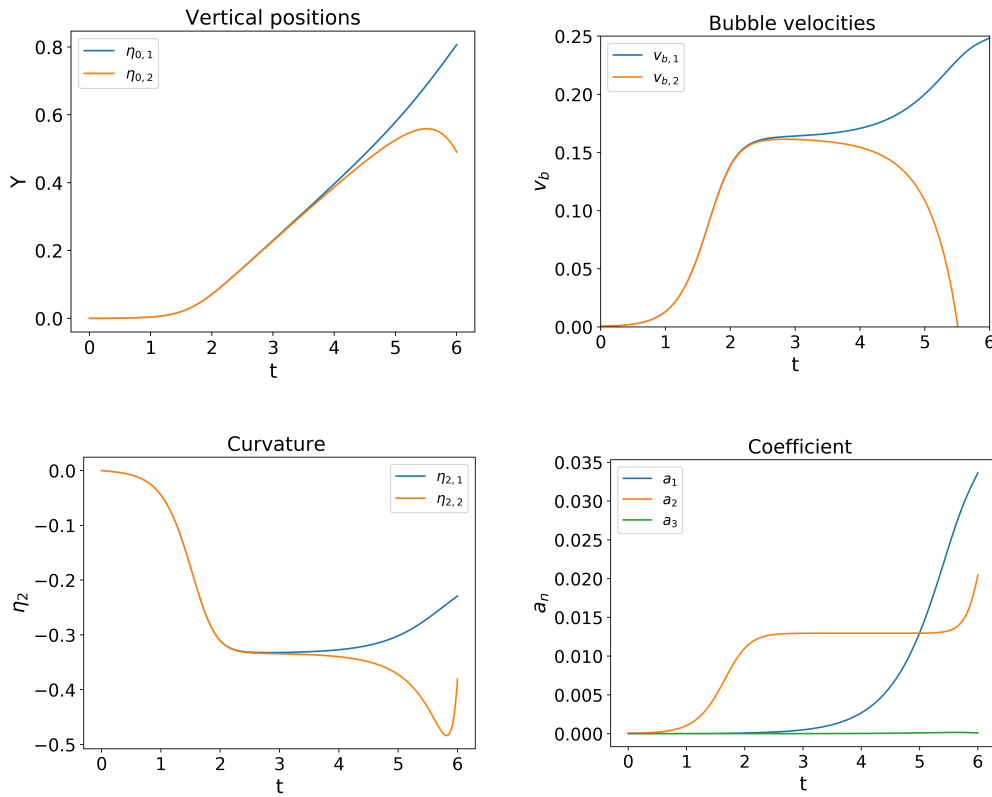 Vertical positions
η0,1
η0,2
0.8
0.6
0.4
0.2
0.0
Y
0 1 2 3 4 5 6
t
Bubble velocities
vb,1
vb,2
0.25
0.20
0.15
0.10
0.05
0.00
vb
0 1 2 3 4 5 6
t
Curvature
η2,1
η2,2
0.0
−0.1
−0.2
−0.3
−0.4
−0.5
η2
0 1 2 3 4 5 6
t
Coefficient
a1
a2
a3
0.035
0.030
0.025
0.020
0.015
0.010
0.005
0.000
an
0 1 2 3 4 5 6
t